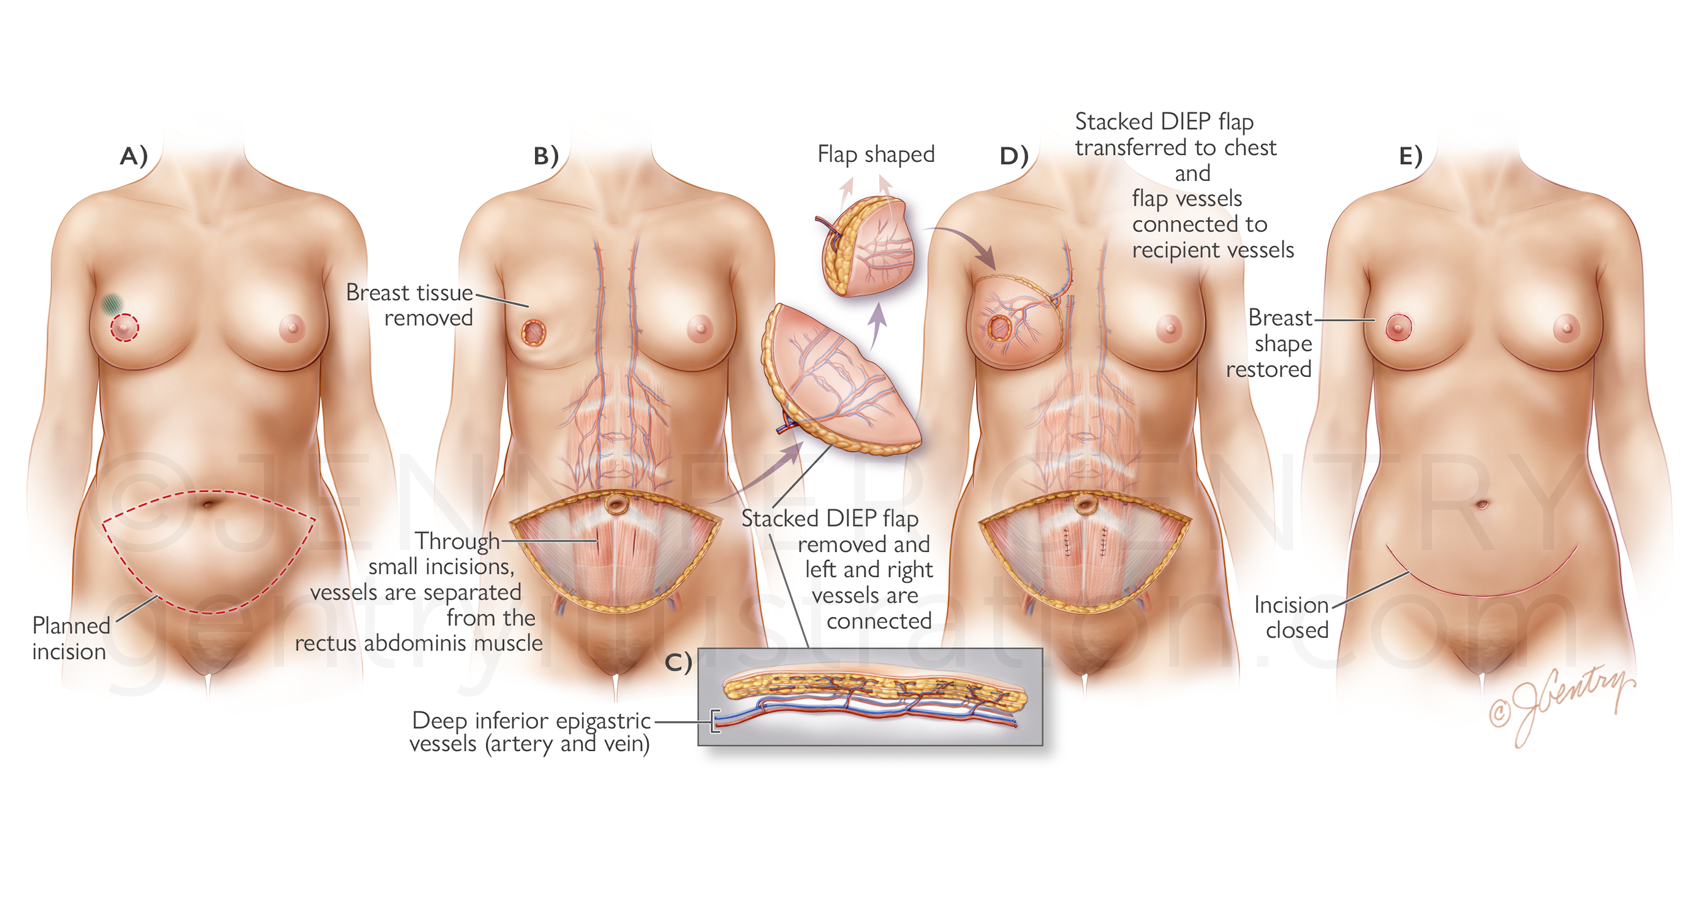 A)
Planned
incision
B)
Breast tissue
removed
Through
small incisions,
vessels are separated
from the
rectus abdominis muscle
Flap shaped
Stacked DIEP flap
removed and
left and right
vessels are
connected
C)
Deep inferior epigastric
vessels (artery and vein)
D)
Stacked DIEP flap
transferred to chest
and
flap vessels
connected to
recipient vessels
E)
Breast
shape
restored
Incision
closed
©JENNIFER GENTRY
gentryillustration.com
© JGentry